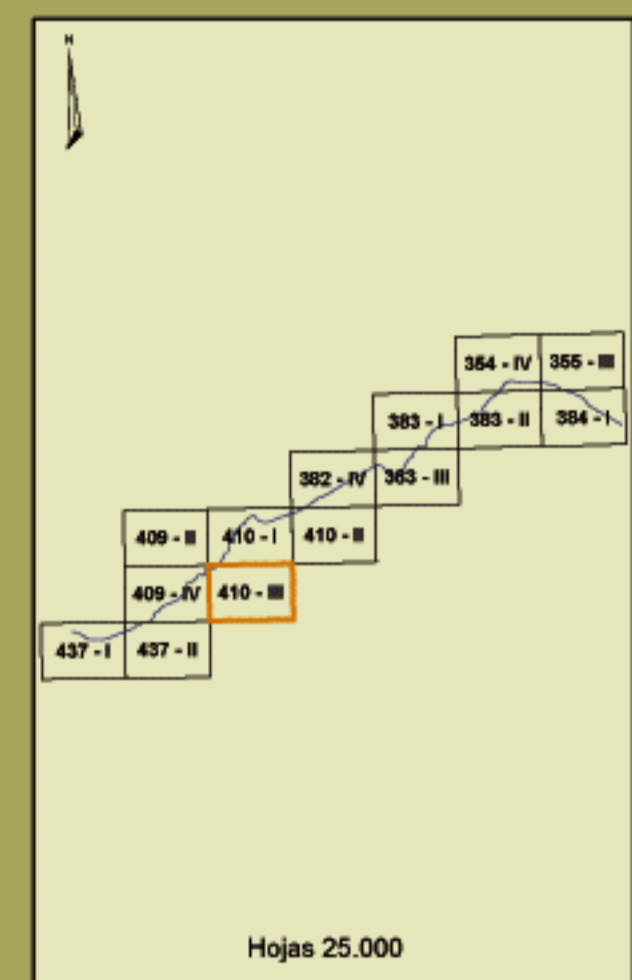 N
354 - IV 355 - III
383 - I 383 - II 384 - I
382 - IV 383 - III
409 - II 410 - I 410 - II
409 - IV 410 - III
437 - I 437 - II
Hojas 25.000